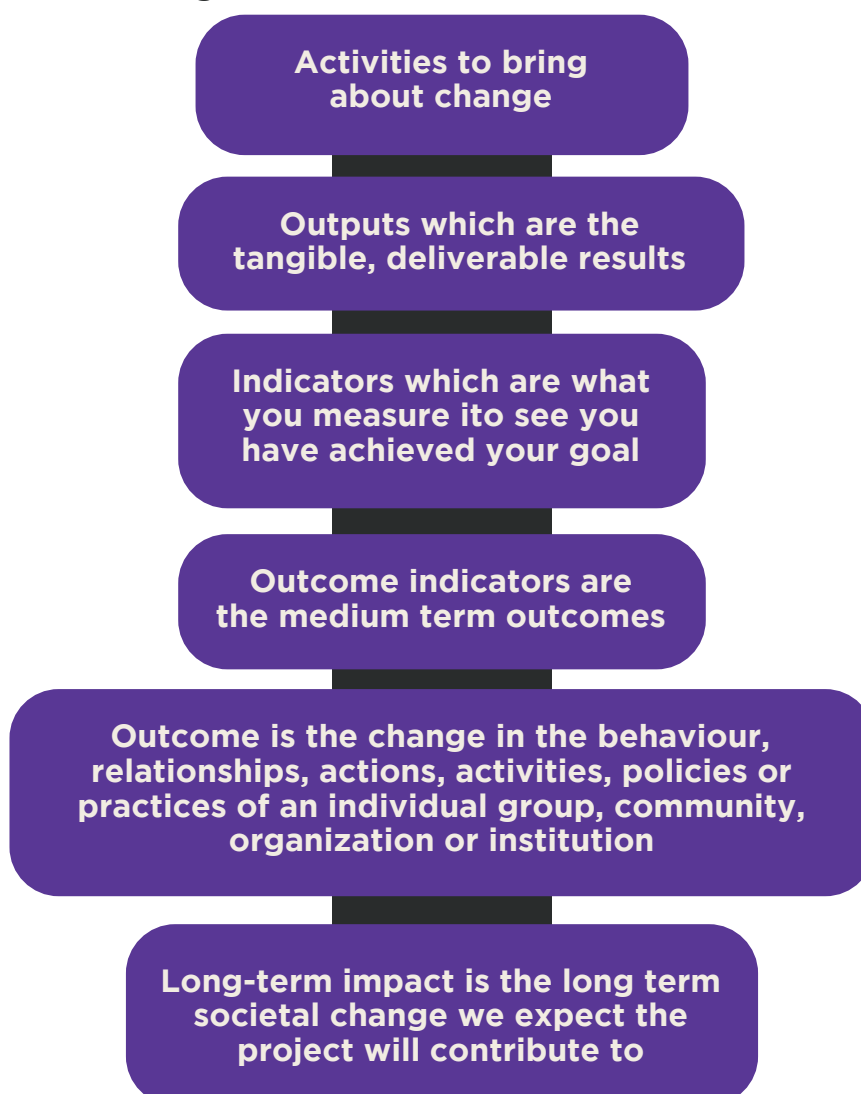 Activities to bring
about change
Outputs which are the
tangible, deliverable results
Indicators which are what
you measure ito see you
have achieved your goal
Outcome indicators are
the medium term outcomes
Outcome is the change in the behaviour,
relationships, actions, activities, policies or
practices of an individual group, community,
organization or institution
Long-term impact is the long term
societal change we expect the
project will contribute to